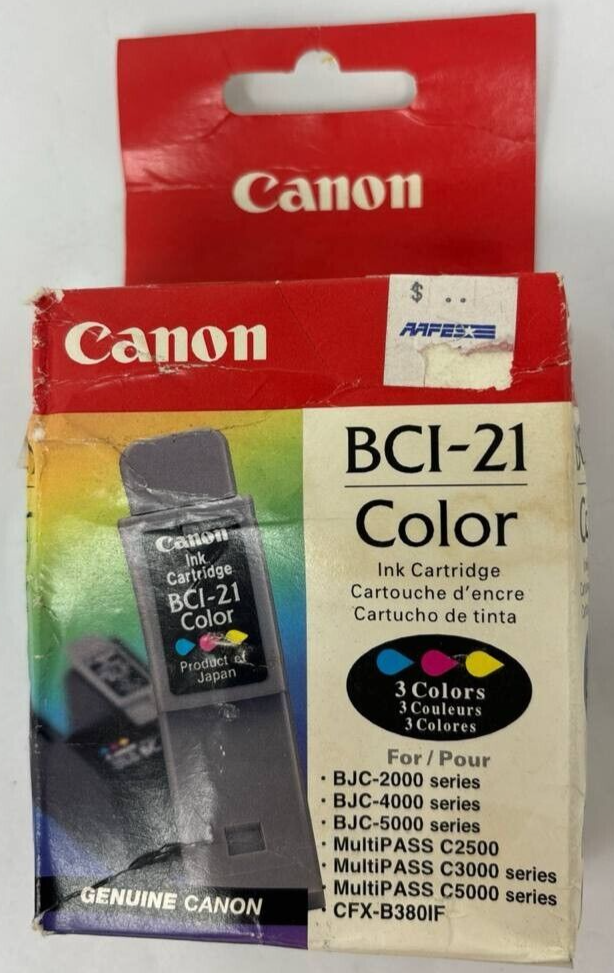 Canon
Canon
$ ..
AAFES
BCI-21
Color
Ink Cartridge
Cartouche d'encre
Cartucho de tinta
3 Colors
3 Couleurs
3 Colores
For / Pour
· BJC-2000 series
· BJC-4000 series
· BJC-5000 series
· MultiPASS C2500
· MultiPASS C3000 series
· MultiPASS C5000 series
· CFX-B380IF
Canon
Ink
Cartridge
BCI-21
Color
Product of
Japan
GENUINE CANON